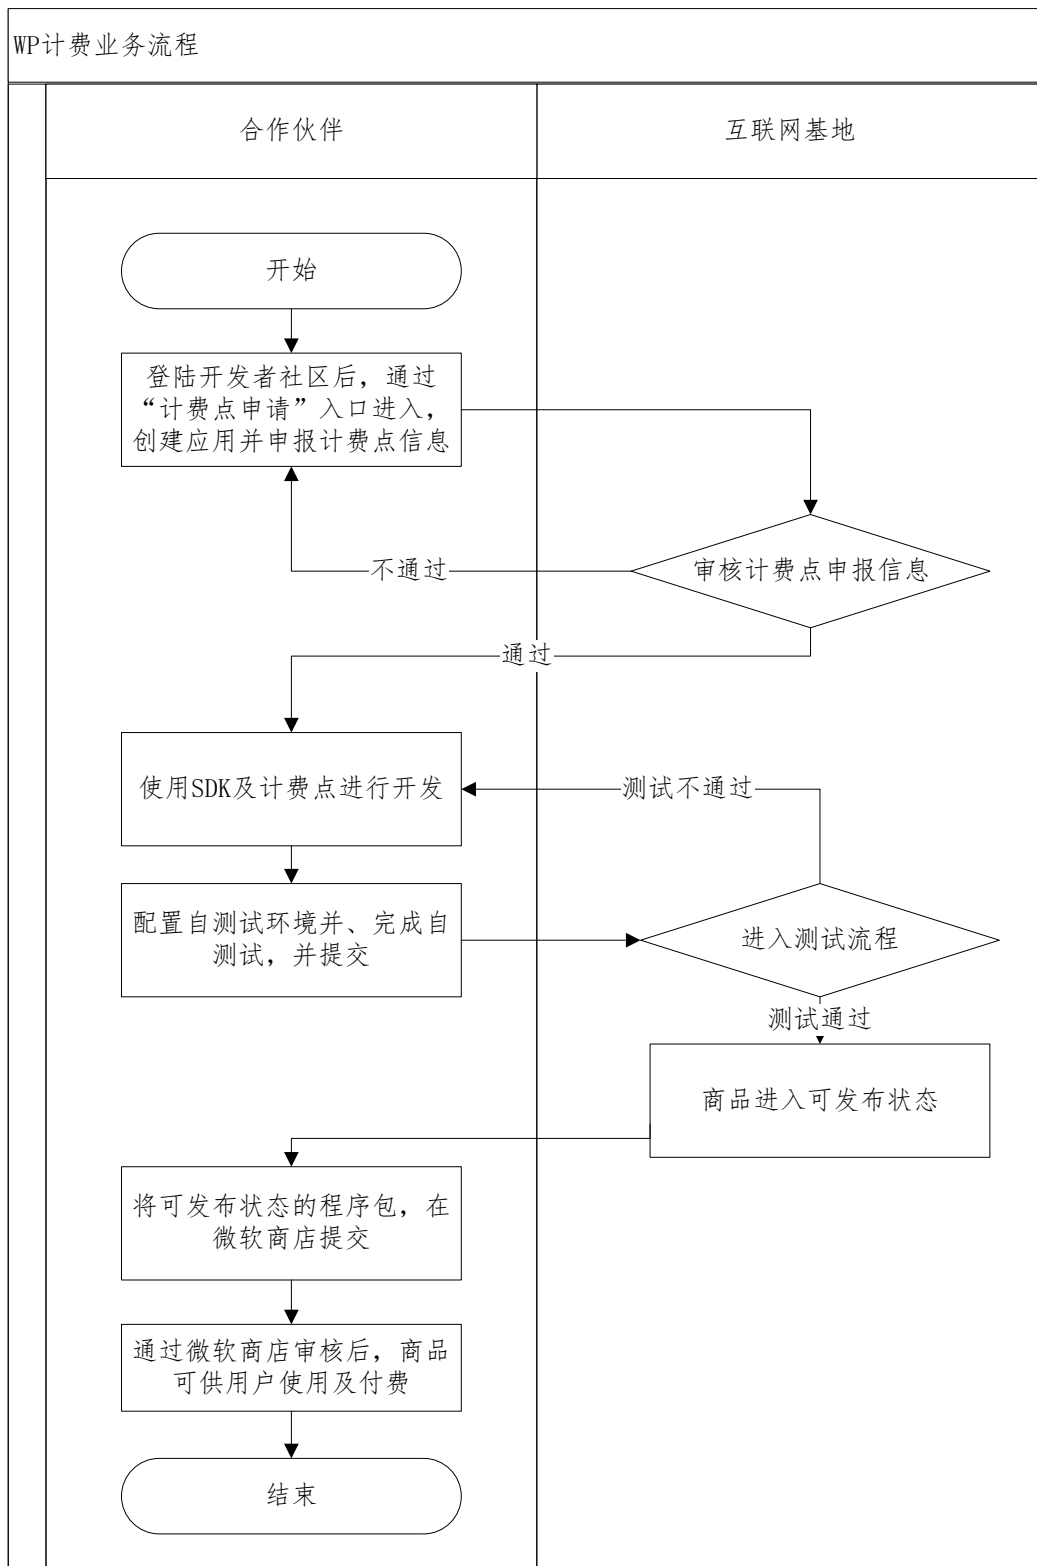 WP计费业务流程
合作伙伴
互联网基地
开始
登陆开发者社区后，通过
“计费点申请”入口进入，
创建应用并申报计费点信息
审核计费点申报信息
不通过
通过
使用SDK及计费点进行开发
测试不通过
配置自测试环境并、完成自
测试，并提交
进入测试流程
测试通过
商品进入可发布状态
将可发布状态的程序包，在
微软商店提交
通过微软商店审核后，商品
可供用户使用及付费
结束